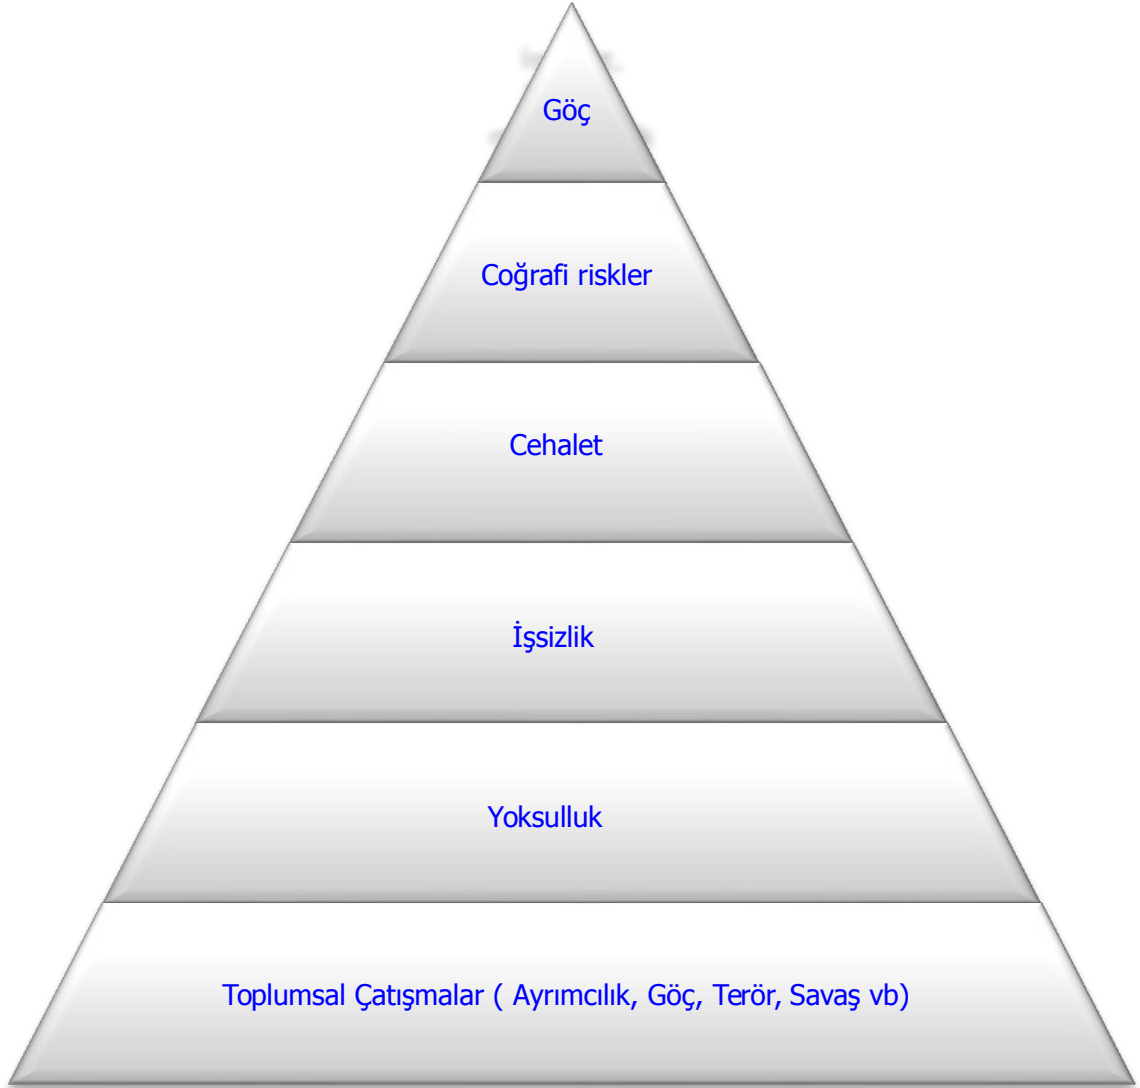 Göç
Coğrafi riskler
Cehalet
İşsizlik
Yoksulluk
Toplumsal Çatışmalar ( Ayrımcılık, Göç, Terör, Savaş vb)